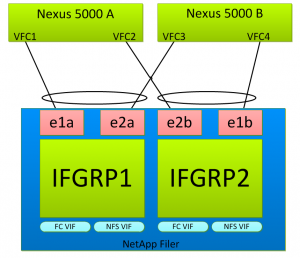 Nexus 5000 A
Nexus 5000 B
VFC1
VFC2
VFC3
VFC4
e1a
e2a
e2b
e1b
IFGRP1
IFGRP2
FC VIF
NFS VIF
FC VIF
NFS VIF
NetApp Filer